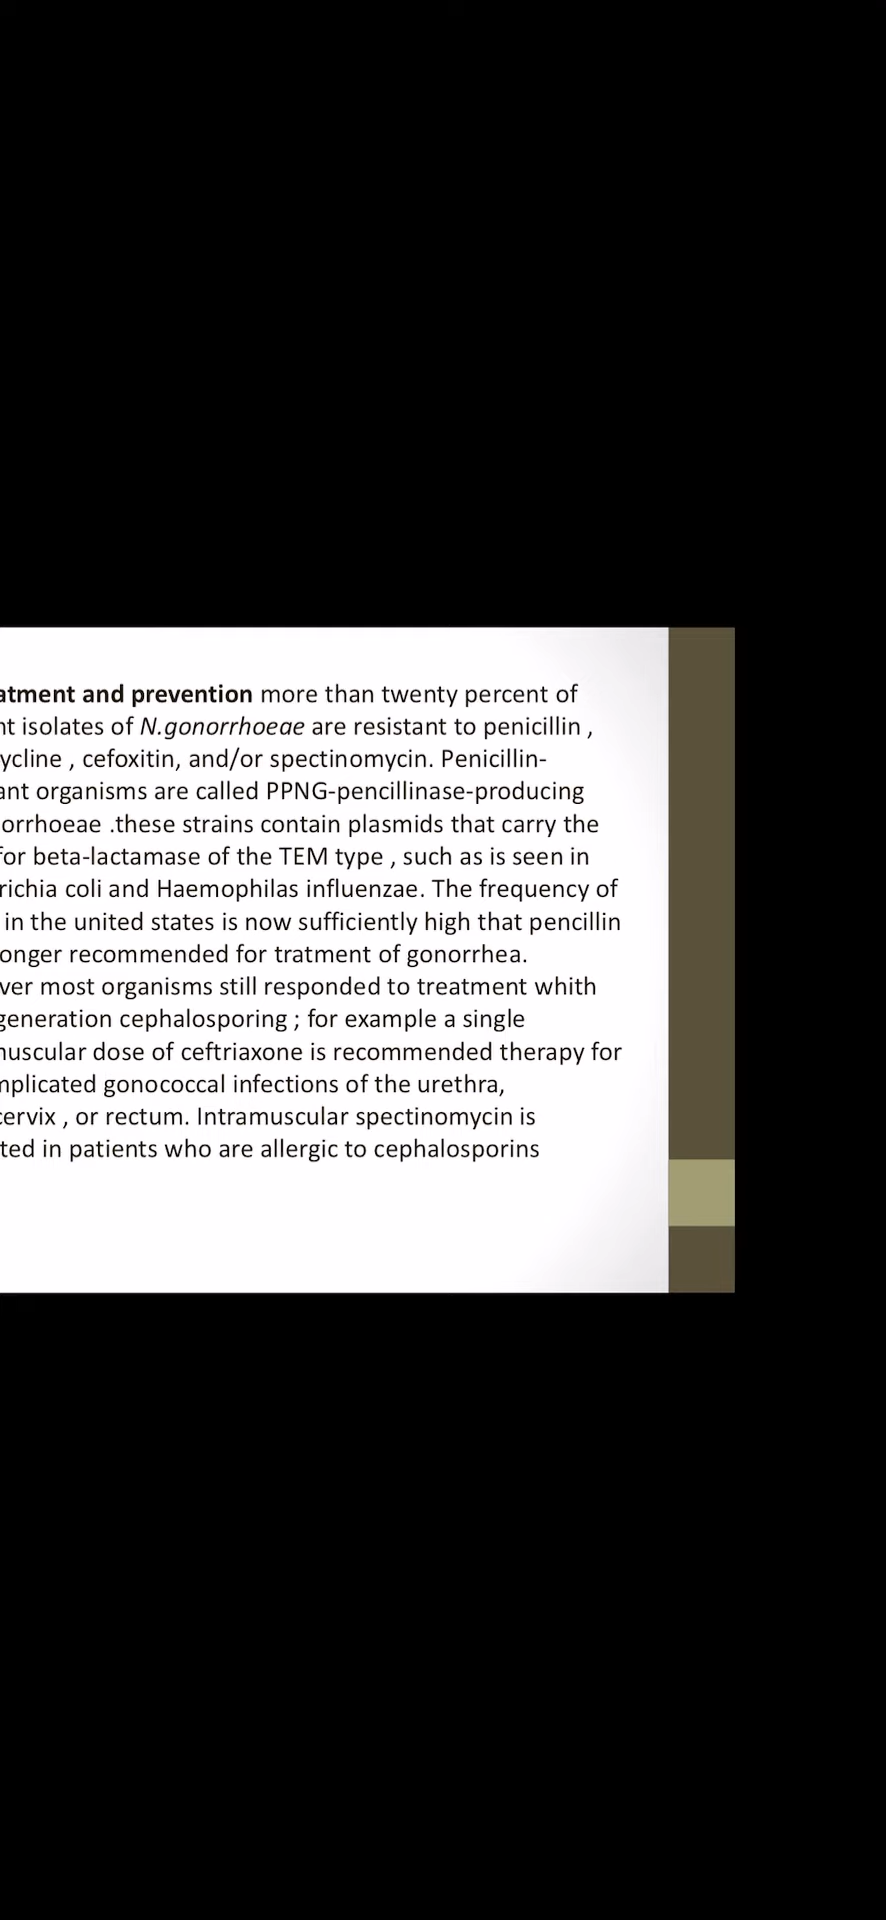 atment and prevention more than twenty percent of
nt isolates of N.gonorrhoeae are resistant to penicillin ,
ycline , cefoxitin, and/or spectinomycin. Penicillin-
ant organisms are called PPNG-pencillinase-producing
orrhoeae .these strains contain plasmids that carry the
for beta-lactamase of the TEM type , such as is seen in
richia coli and Haemophilas influenzae. The frequency of
in the united states is now sufficiently high that pencillin
onger recommended for tratment of gonorrhea.
ver most organisms still responded to treatment whith
generation cephalosporing ; for example a single
nuscular dose of ceftriaxone is recommended therapy for
mplicated gonococcal infections of the urethra,
cervix , or rectum. Intramuscular spectinomycin is
ted in patients who are allergic to cephalosporins